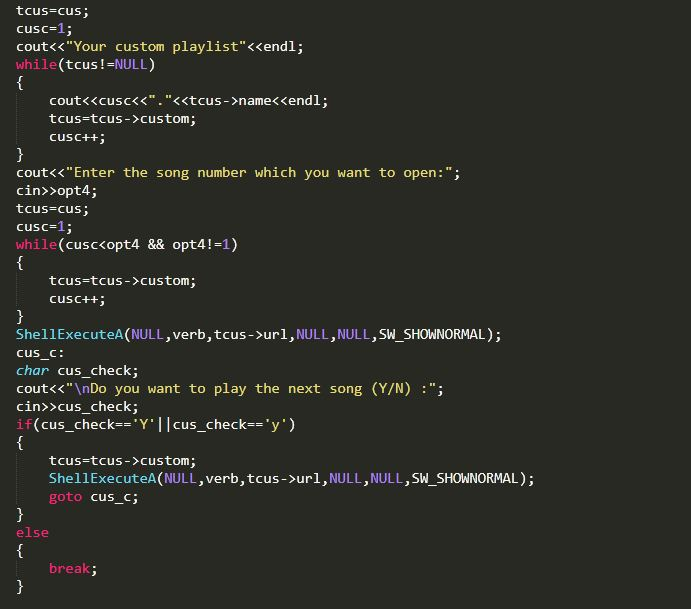 tcus=cus;
cusc=1;
cout<<"Your custom playlist"<<endl;
while(tcus!=NULL)
{
    cout<<cusc<<"."<<tcus->name<<endl;
    tcus=tcus->custom;
    cusc++;
}
cout<<"Enter the song number which you want to open:";
cin>>opt4;
tcus=cus;
cusc=1;
while(cusc<opt4 && opt4!=1)
{
    tcus=tcus->custom;
    cusc++;
}
ShellExecuteA(NULL,verb,tcus->url,NULL,NULL,SW_SHOWNORMAL);
cus_c:
char cus_check;
cout<<"\nDo you want to play the next song (Y/N) :";
cin>>cus_check;
if(cus_check=='Y'||cus_check=='y')
{
    tcus=tcus->custom;
    ShellExecuteA(NULL,verb,tcus->url,NULL,NULL,SW_SHOWNORMAL);
    goto cus_c;
}
else
{
    break;
}